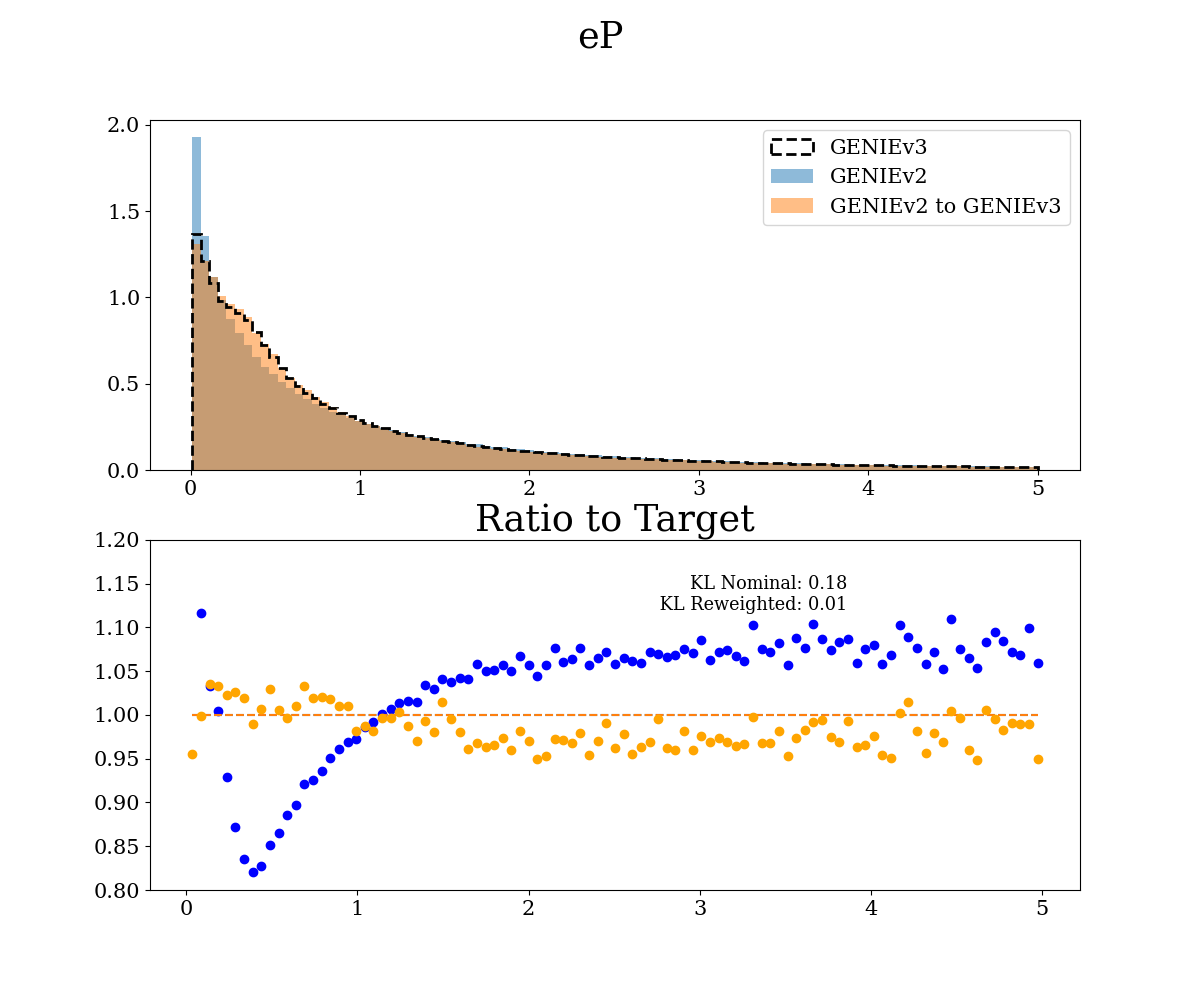 eP
2.0
1.5
1.0
0.5
0.0
GENIEv3
GENIEv2
GENIEv2 to GENIEv3
0 1 2 3 4 5
Ratio to Target
1.20
1.15
1.10
1.05
1.00
0.95
0.90
0.85
0.80
KL Nominal: 0.18
KL Reweighted: 0.01
0 1 2 3 4 5